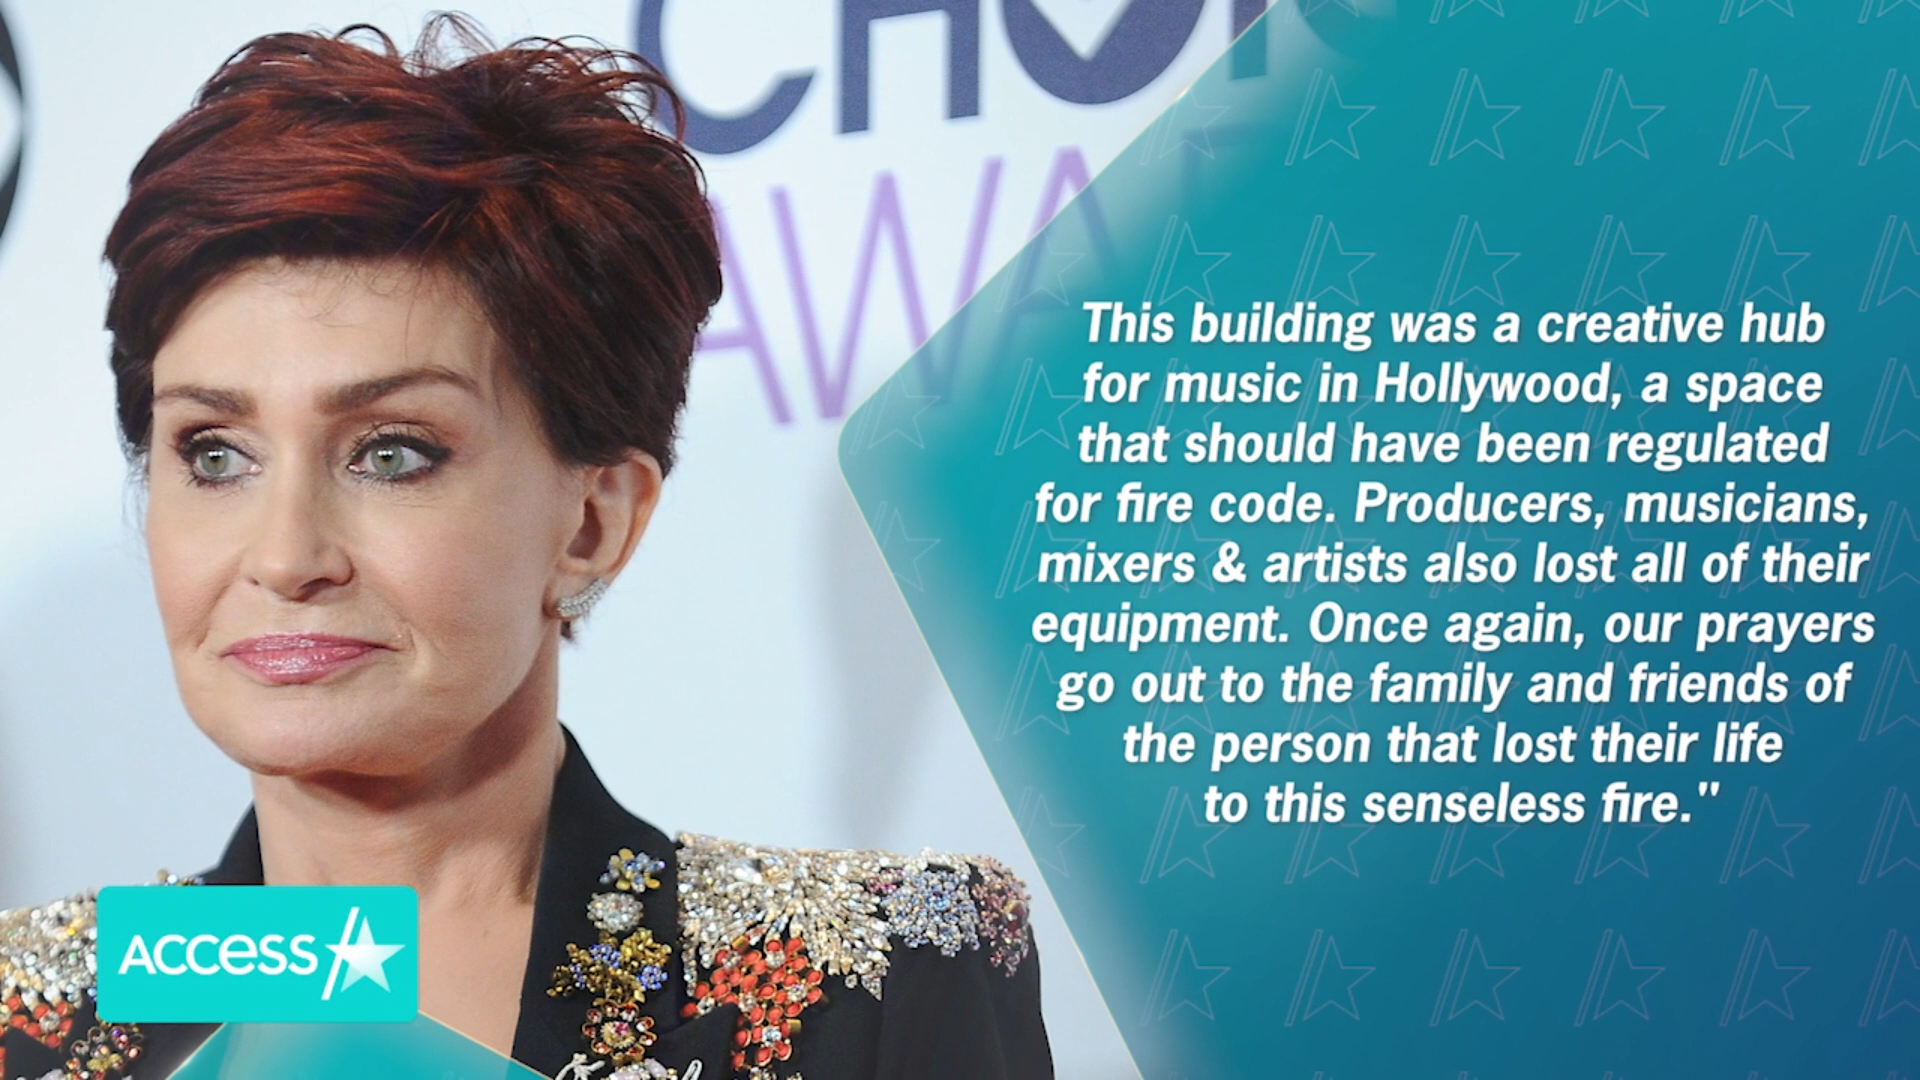 CHOIC
AWA
This building was a creative hub
for music in Hollywood, a space
that should have been regulated
for fire code. Producers, musicians,
mixers & artists also lost all of their
equipment. Once again, our prayers
go out to the family and friends of
the person that lost their life
to this senseless fire."
ACCESS